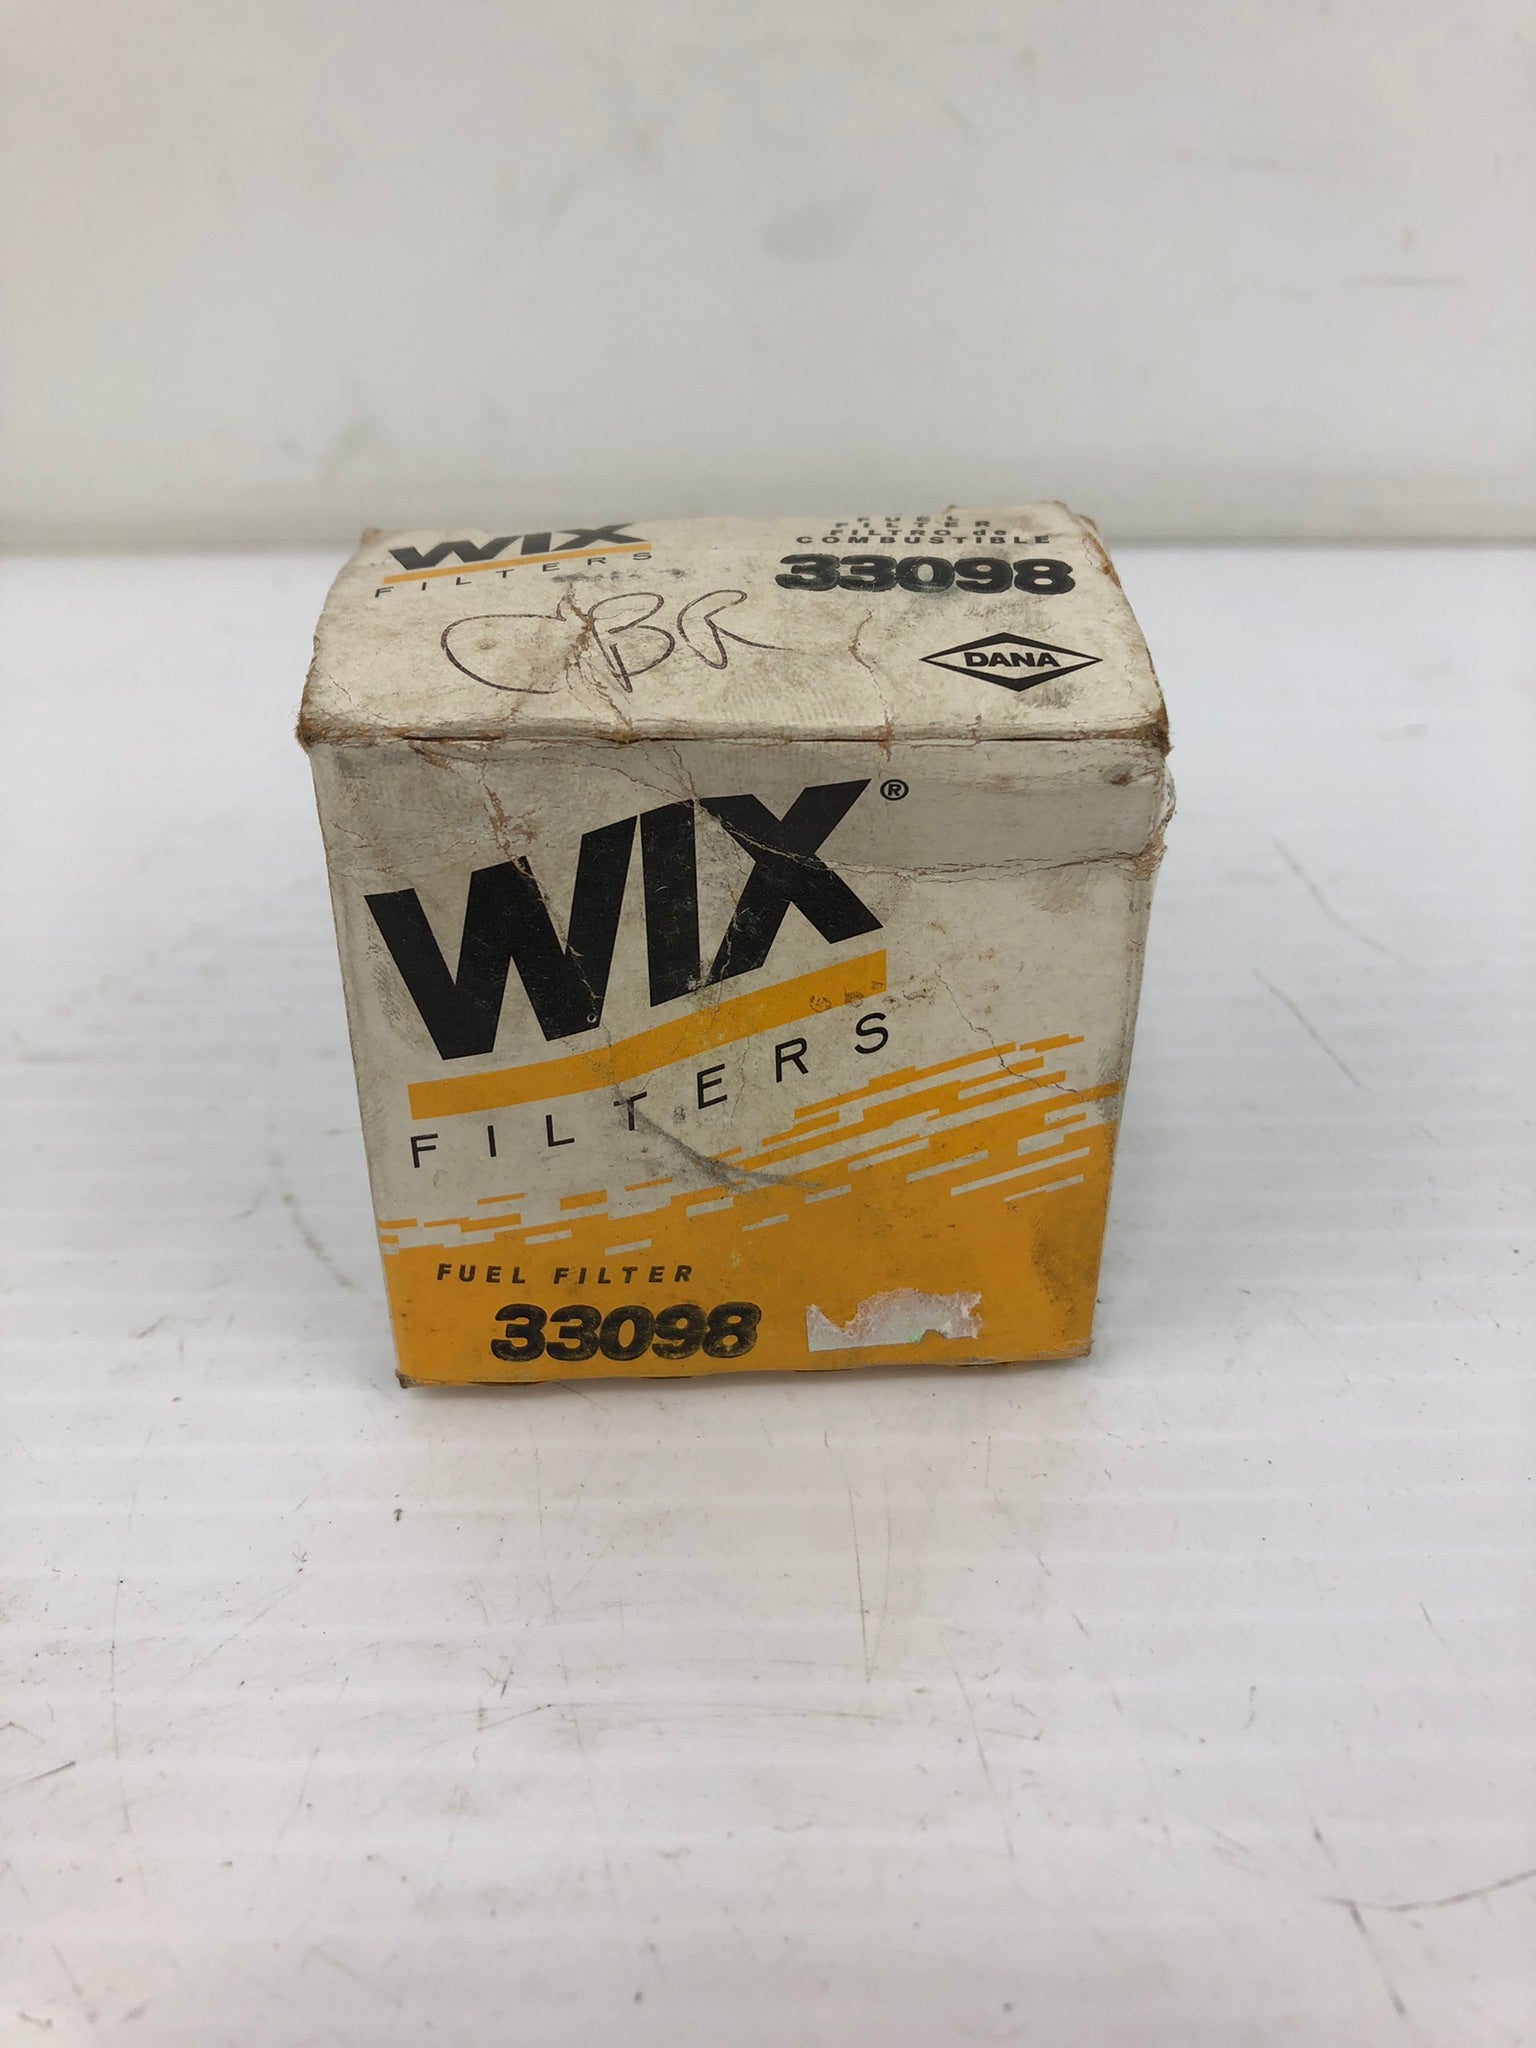 WIX
FILTERS
FUEL
FILTER
FILTRO de
COMBUSTIBLE
33098
CBR
DANA
WIX®
FILTERS
FUEL FILTER
33098